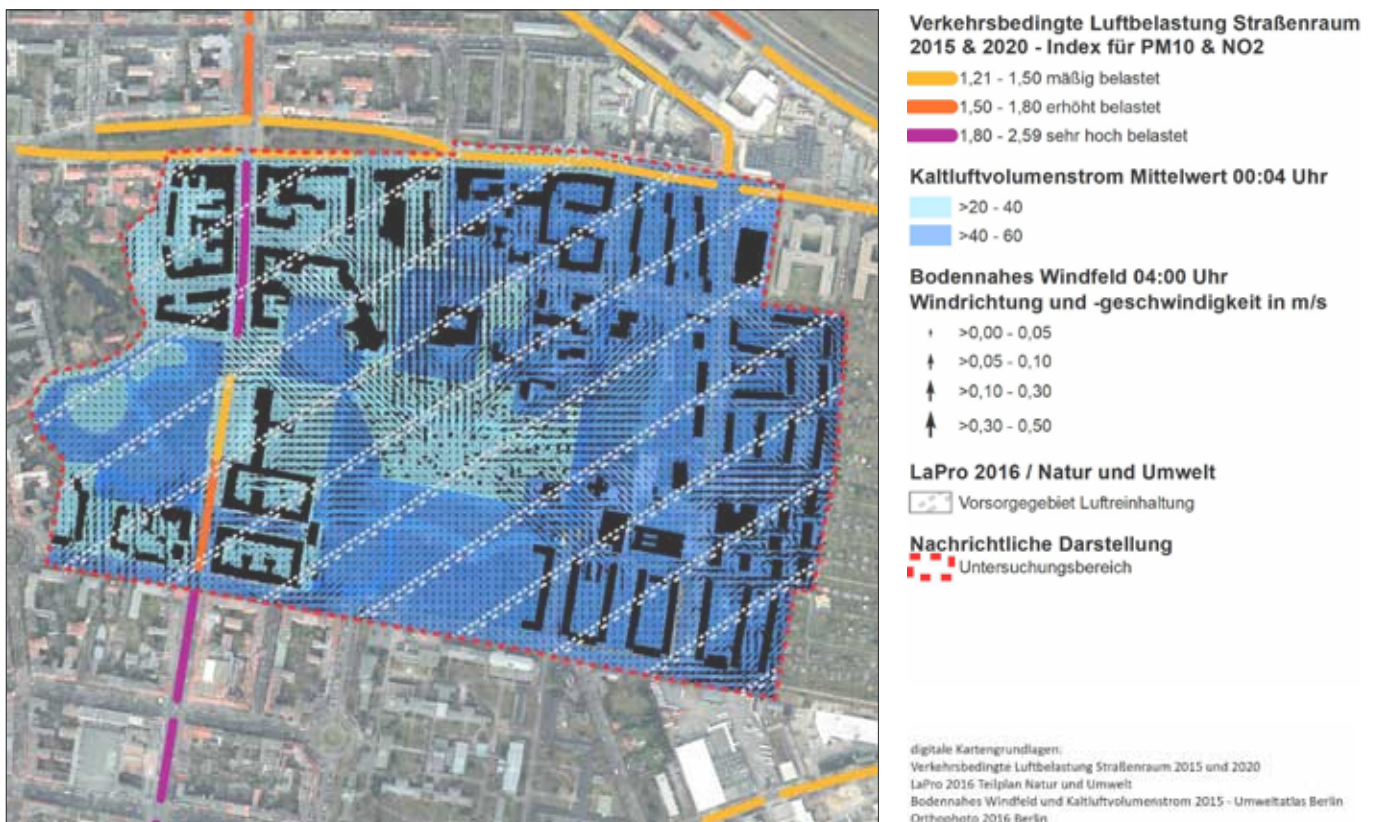 Verkehrsbedingte Luftbelastung Straßenraum
2015 & 2020 - Index für PM10 & NO2
1,21 - 1,50 mäßig belastet
1,50 - 1,80 erhöht belastet
1,80 - 2,59 sehr hoch belastet
Kaltluftvolumenstrom Mittelwert 00:04 Uhr
>20 - 40
>40 - 60
Bodennahes Windfeld 04:00 Uhr
Windrichtung und -geschwindigkeit in m/s
>0,00 - 0,05
>0,05 - 0,10
>0,10 - 0,30
>0,30 - 0,50
LaPro 2016 / Natur und Umwelt
Vorsorgegebiet Luftreinhaltung
Nachrichtliche Darstellung
Untersuchungsbereich
digitale Kartengrundlagen:
Verkehrsbedingte Luftbelastung Straßenraum 2015 und 2020
LaPro 2016 Teilplan Natur und Umwelt
Bodennahes Windfeld und Kaltluftvolumenstrom 2015 - Umweltatlas Berlin
Orthophoto 2016 Berlin